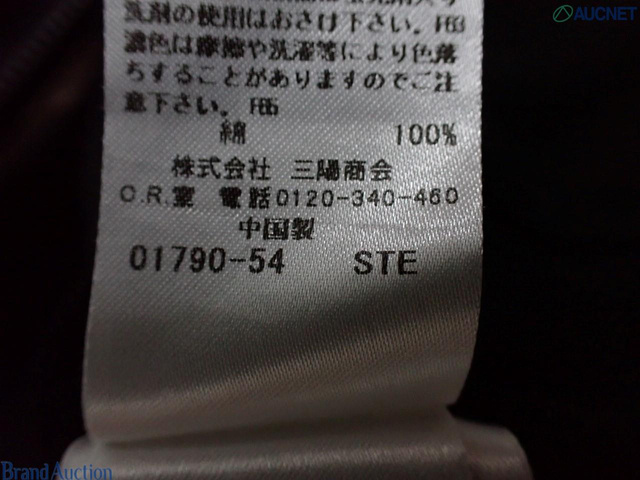 AUCNET
洗剤の使用はおさけ下さい。F63
濃色は摩擦や洗濯等により色落
ちすることがありますのでご注
意下さい。F86
綿 100%
株式会社 三陽商会
C.R.室 電話0120-340-460
中国製
01790-54 STE
Brand Auction